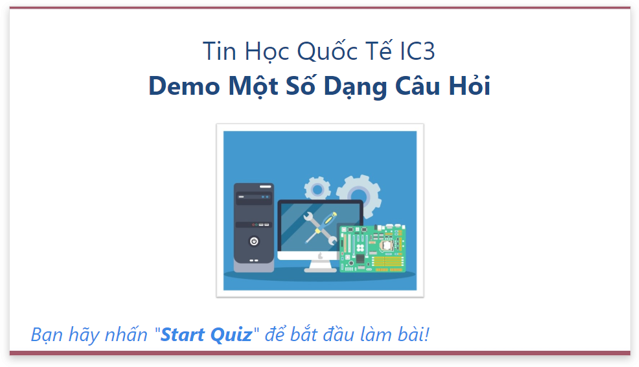 Tin Học Quốc Tế IC3
Demo Một Số Dạng Câu Hỏi
Bạn hãy nhấn "Start Quiz" để bắt đầu làm bài!